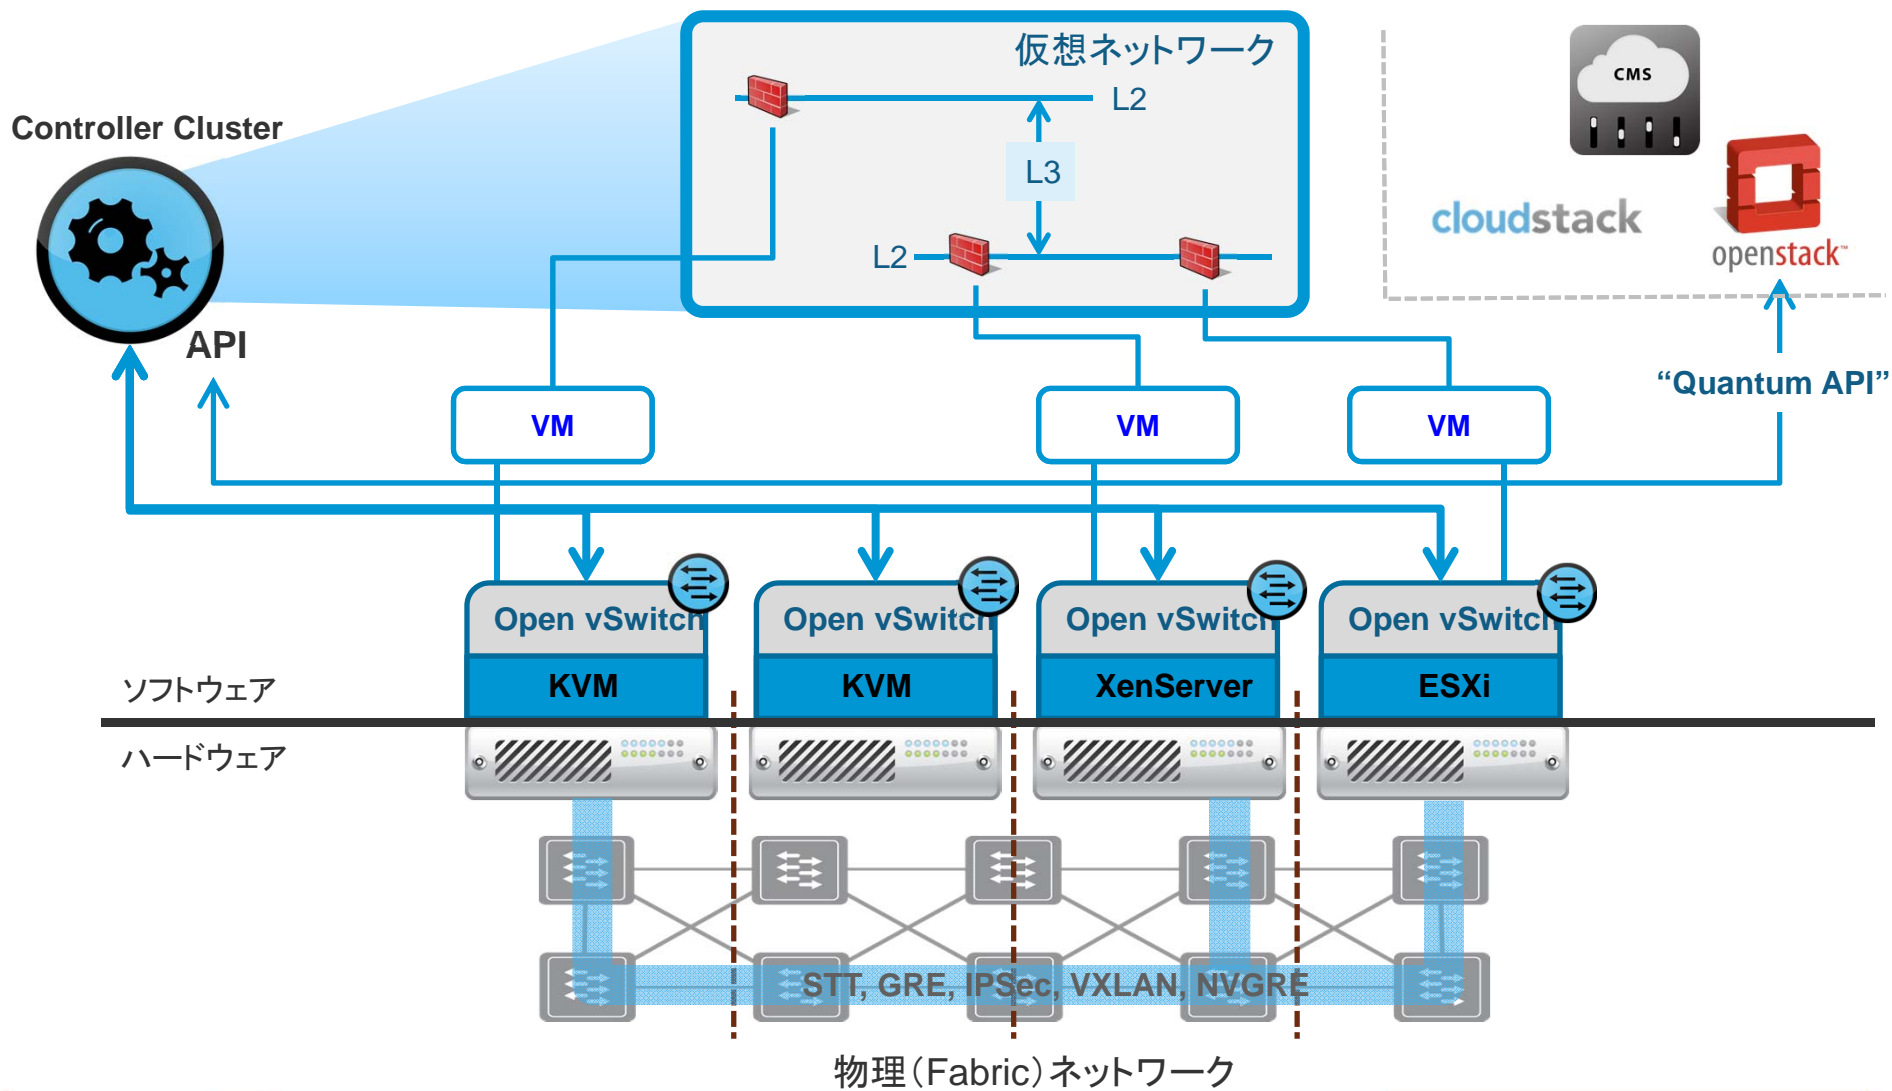 仮想ネットワーク
CMS
L2
Controller Cluster
L3
cloudstack
L2
openstack™
API
“Quantum API”
VM
VM
VM
Open vSwitch
Open vSwitch
Open vSwitch
Open vSwitch
KVM
KVM
XenServer
ESXi
ソフトウェア
ハードウェア
STT, GRE, IPSec, VXLAN, NVGRE
物理（Fabric）ネットワーク